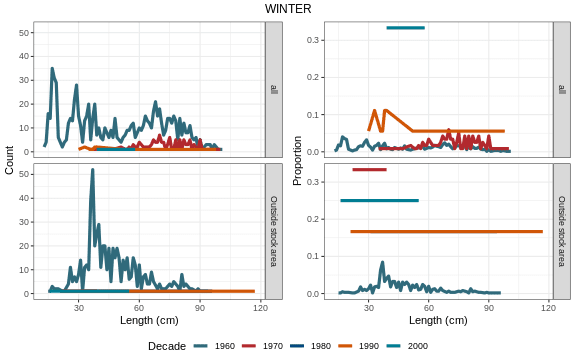 WINTER
50
40
30
20
10
0
all
0.3
0.2
0.1
0.0
all
Count
Proportion
50
40
30
20
10
0
Outside stock area
0.3
0.2
0.1
0.0
Outside stock area
30 60 90 120
30 60 90 120
Length (cm)
Length (cm)
Decade 1960 1970 1980 1990 2000